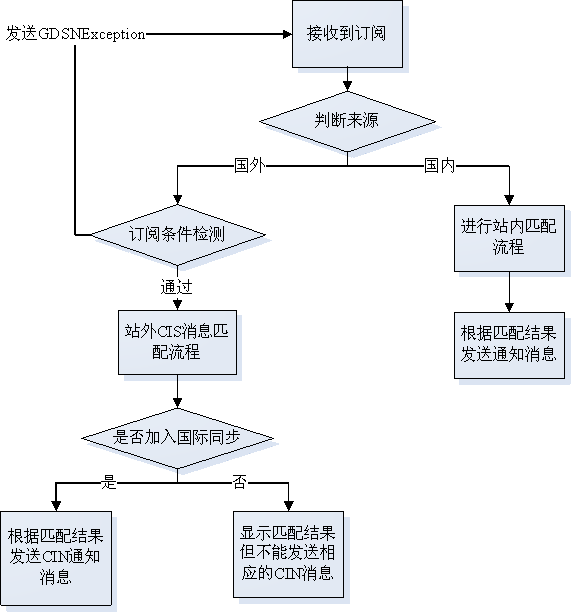 发送GDSNException
接收到订阅
判断来源
国外
国内
订阅条件检测
进行站内匹配
流程
通过
站外CIS消息匹
配流程
根据匹配结果
发送通知消息
是否加入国际同步
是
否
根据匹配结果
发送CIN通知
消息
显示匹配结果
但不能发送相
应的CIN消息